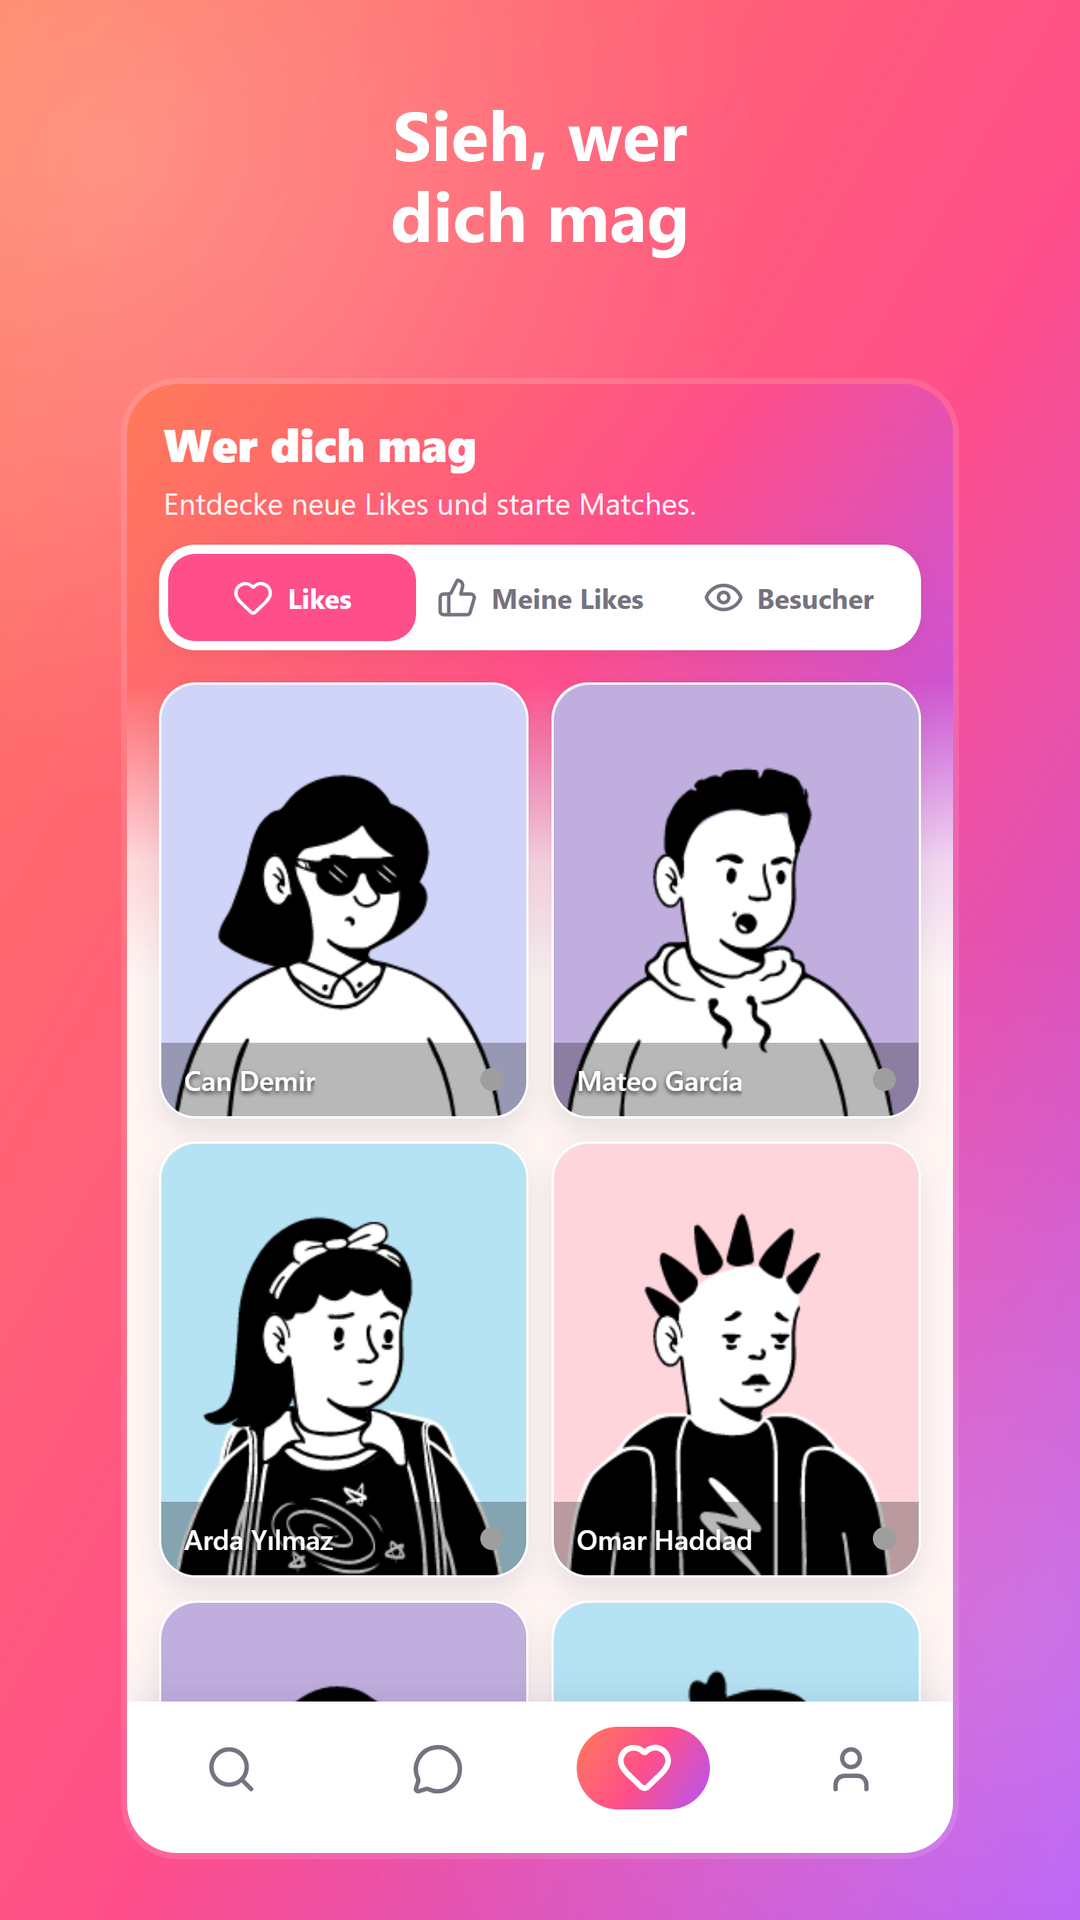 Sieh, wer
dich mag
Wer dich mag
Entdecke neue Likes und starte Matches.
Likes
Meine Likes
Besucher
Can Demir
Mateo García
Arda Yılmaz
Omar Haddad